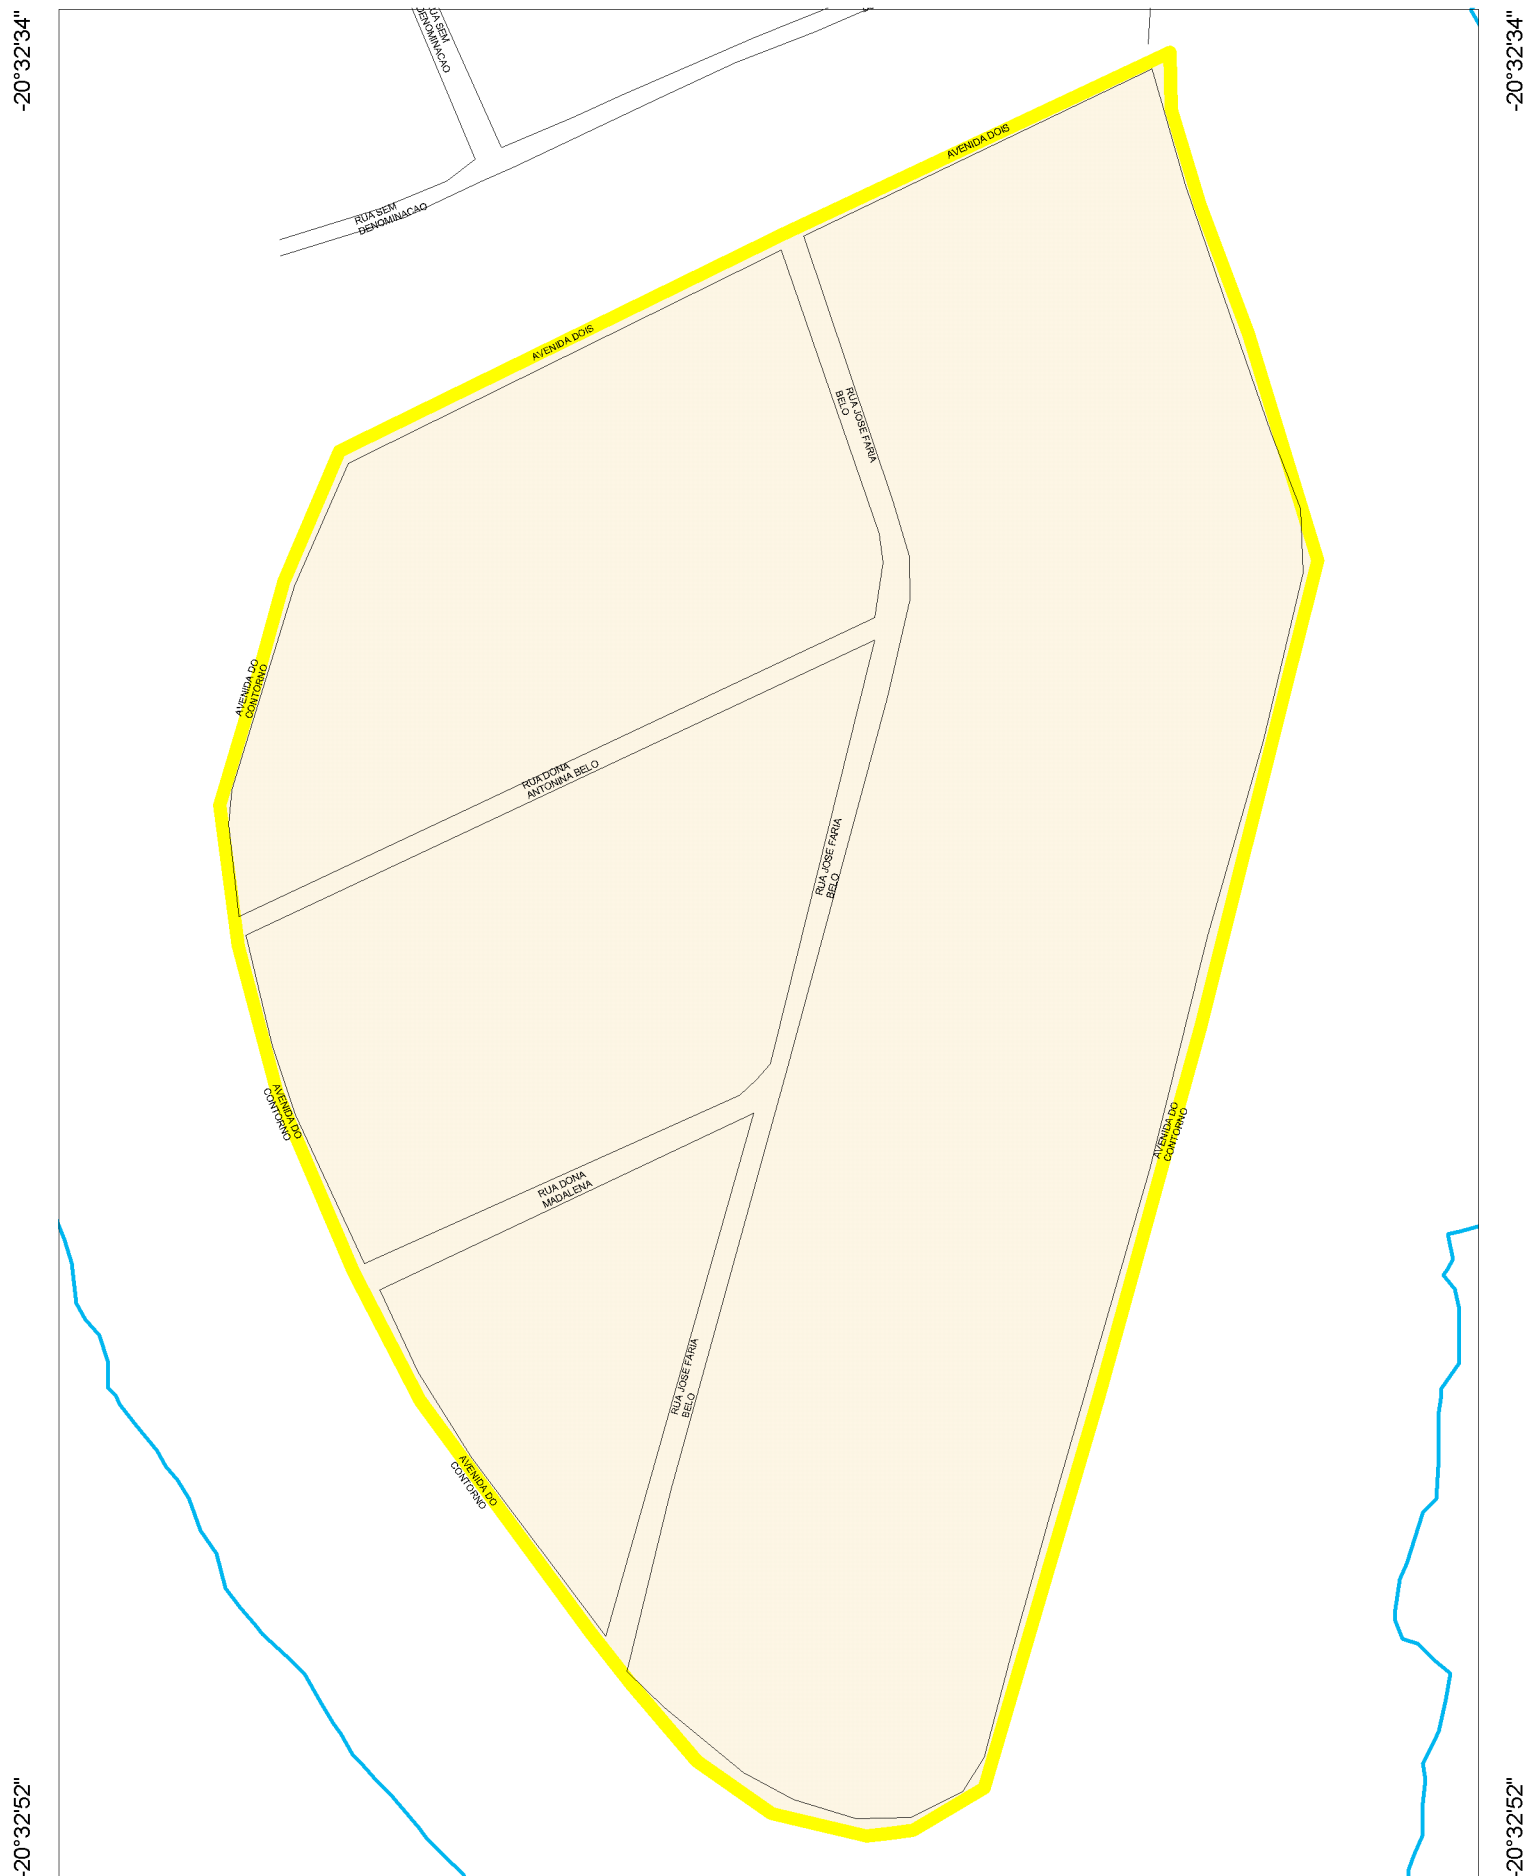 -20°32'34"
-20°32'34"
RUA SEM
DENOMINACAO
RUA SEM
DENOMINACAO
AVENIDA DOIS
AVENIDA DOIS
RUA JOSE FARIA
BELO
AVENIDA DO
CONTORNO
RUA DONA
ANTONINA BELO
RUA JOSE FARIA
BELO
AVENIDA DO
CONTORNO
AVENIDA DO
CONTORNO
RUA DONA
MADALENA
RUA JOSE FARIA
BELO
AVENIDA DO
CONTORNO
-20°32'52"
-20°32'52"